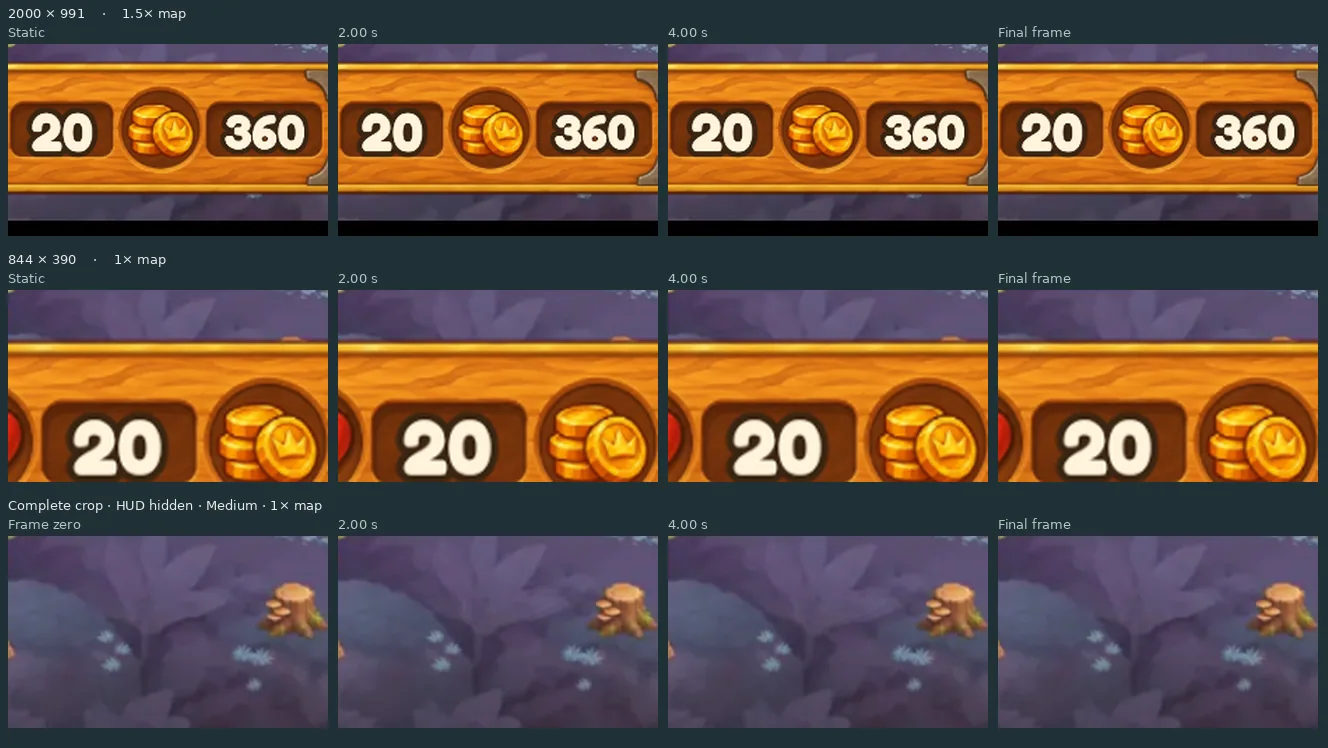 2000 × 991 · 1.5× map
Static 2.00 s 4.00 s Final frame
20 360 20 360 20 360 20 360
844 × 390 · 1× map
Static 2.00 s 4.00 s Final frame
20 20 20 20
Complete crop · HUD hidden · Medium · 1× map
Frame zero 2.00 s 4.00 s Final frame